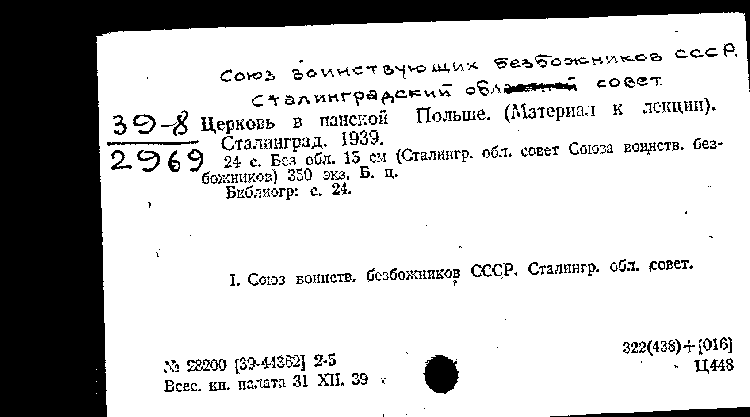 Союз воинствующих безбожников СССР.
Сталинградский обл совет
39-8
2969
Церковь в панской Польше. (Материал к лекции).
Сталинград. 1939.
24 с. Без обл. 15 см (Сталингр. обл. совет Союза воинств. без-
божников) 350 экз. Б. ц.
Библиогр: с. 24.
I. Союз воинств. безбожников СССР. Сталингр. обл. совет.
№ 28200 [39-44362] 2-5
Всес. кн. палата 31 XII. 39
322(438)+[016]
Ц448